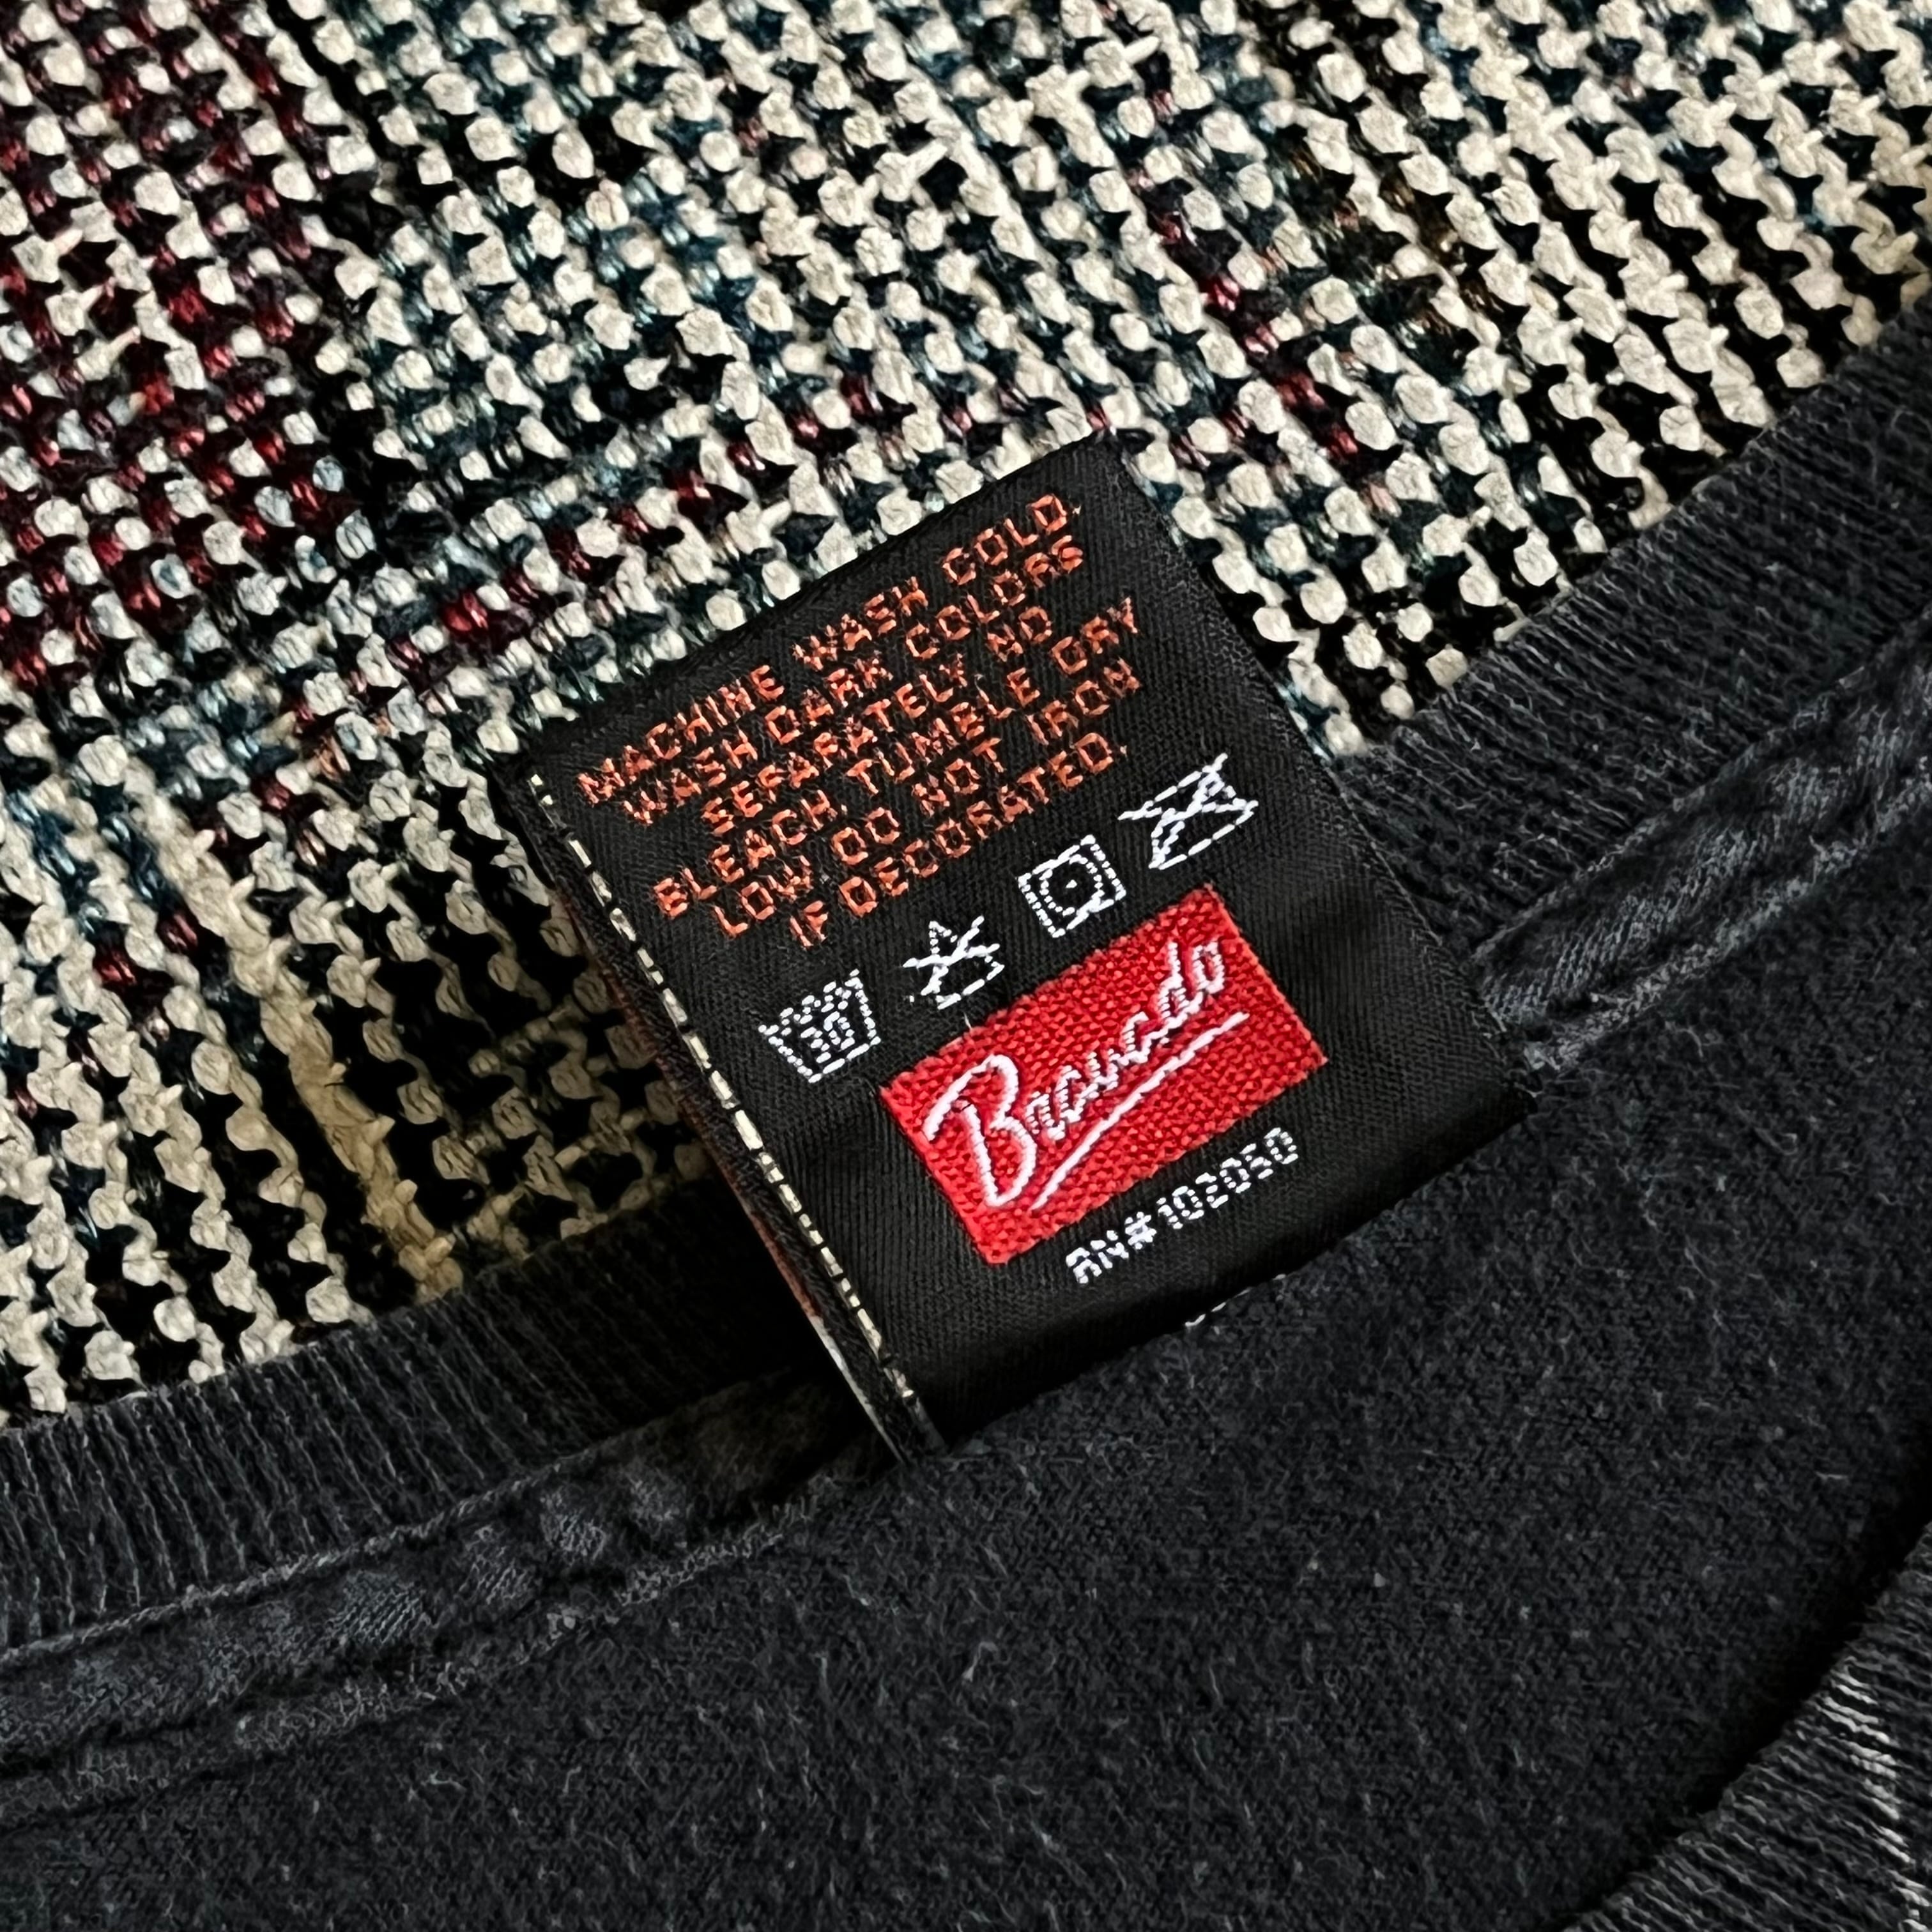 MACHINE WASH COLD.
WASH DARK COLORS
SEPARATELY NO
BLEACH. TUMBLE DRY
LOW DO NOT IRON
IF DECORATED.
30
Bravado
RN#102050